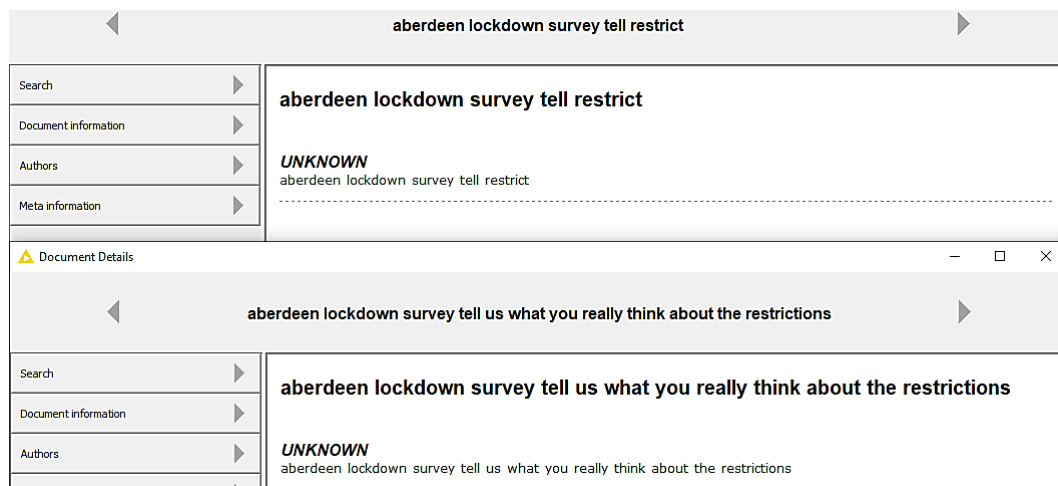 aberdeen lockdown survey tell restrict
Search
Document information
Authors
Meta information
aberdeen lockdown survey tell restrict
UNKNOWN
aberdeen lockdown survey tell restrict
Document Details
aberdeen lockdown survey tell us what you really think about the restrictions
Search
Document information
Authors
aberdeen lockdown survey tell us what you really think about the restrictions
UNKNOWN
aberdeen lockdown survey tell us what you really think about the restrictions